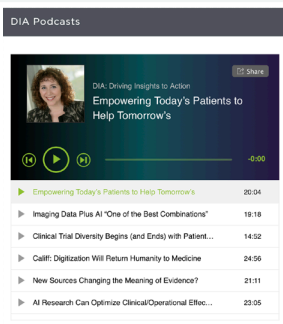 DIA Podcasts
Share
DIA: Driving Insights to Action
Empowering Today's Patients to
Help Tomorrow's
-0:00
Empowering Today's Patients to Help Tomorrow's 20:04
Imaging Data Plus AI "One of the Best Combinations" 19:18
Clinical Trial Diversity Begins (and Ends) with Patient... 14:52
Califf: Digitization Will Return Humanity to Medicine 24:56
New Sources Changing the Meaning of Evidence? 21:11
AI Research Can Optimize Clinical/Operational Effec... 23:05